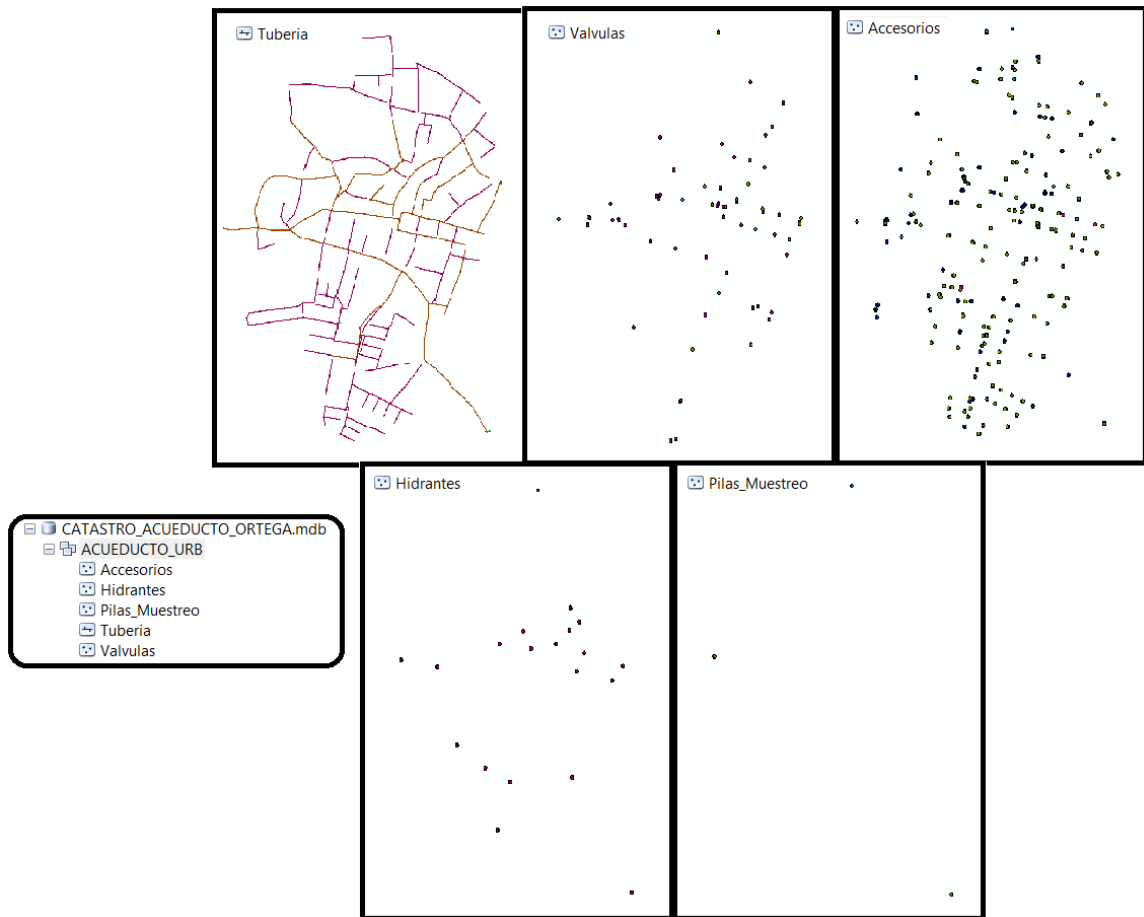 Tuberia
Valvulas
Accesorios
Hidrantes
Pilas_Muestreo
CATASTRO_ACUEDUCTO_ORTEGA.mdb
ACUEDUCTO_URB
Accesorios
Hidrantes
Pilas_Muestreo
Tuberia
Valvulas